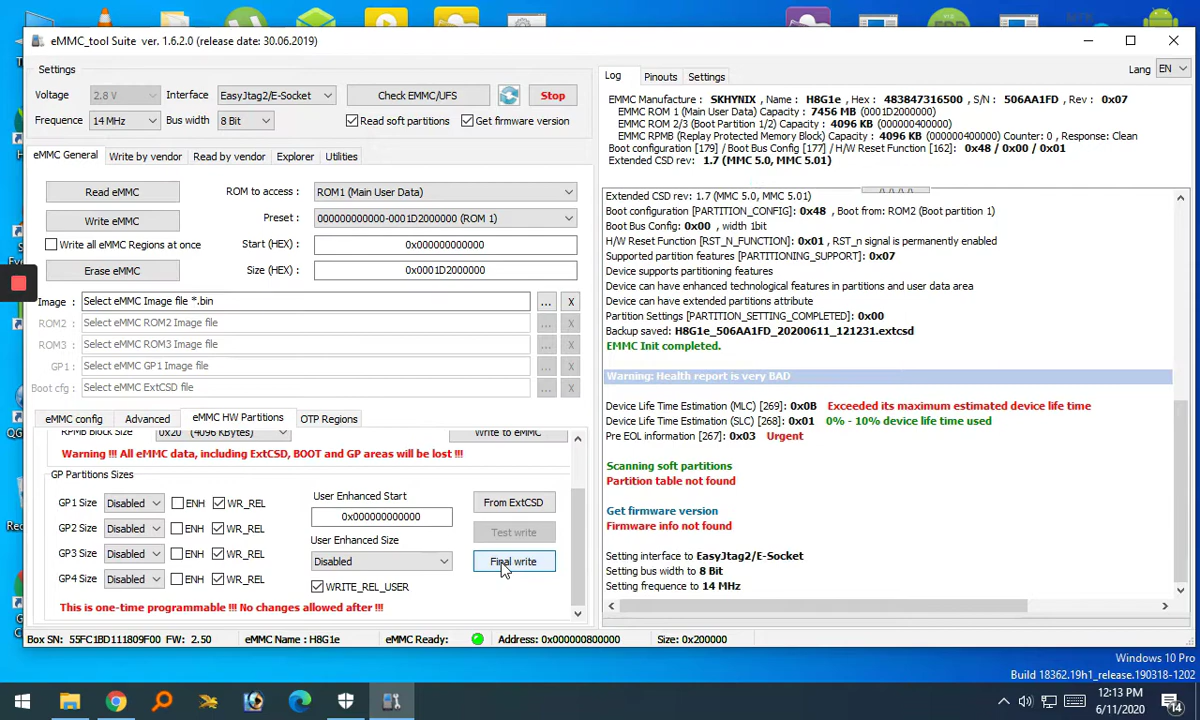 eMMC_tool Suite ver. 1.6.2.0 (release date: 30.06.2019)
Settings
Voltage 2.8 V Interface EasyJtag2/E-Socket Check EMMC/UFS Stop
Frequency 14 MHz Bus width 8 Bit Read soft partitions Get firmware version
eMMC General Write by vendor Read by vendor Explorer Utilities
Read eMMC ROM to access : ROM1 (Main User Data)
Write eMMC Preset : 000000000000-0001D2000000 (ROM 1)
Write all eMMC Regions at once Start (HEX) : 0x000000000000
Erase eMMC Size (HEX) : 0x0001D2000000
Image : Select eMMC Image file *.bin ... X
ROM2: Select eMMC ROM2 Image file ... X
ROM3: Select eMMC ROM3 Image file ... X
GP1 : Select eMMC GP1 Image file ... X
Boot cfg : Select eMMC ExtCSD file ... X
eMMC config Advanced eMMC HW Partitions OTP Regions
RPMB Block Size 0x20 (4096 KBytes) Write to eMMC
Warning !!! All eMMC data, including ExtCSD, BOOT and GP areas will be lost !!!
GP Partitions Sizes
GP1 Size Disabled ENH WR_REL
GP2 Size Disabled ENH WR_REL
GP3 Size Disabled ENH WR_REL
GP4 Size Disabled ENH WR_REL
User Enhanced Start
0x000000000000
User Enhanced Size
Disabled
WRITE_REL_USER
From ExtCSD
Test write
Final write
This is one-time programmable !!! No changes allowed after !!!
Log Pinouts Settings Lang EN
EMMC Manufacture : SKHYNIX , Name : H8G1e , Hex : 483847316500 , S/N : 506AA1FD , Rev : 0x07
EMMC ROM 1 (Main User Data) Capacity : 7456 MB (0001D2000000)
EMMC ROM 2/3 (Boot Partition 1/2) Capacity : 4096 KB (000000400000)
EMMC RPMB (Replay Protected Memory Block) Capacity : 4096 KB (000000400000) Counter: 0 , Response: Clean
Boot configuration [179] / Boot Bus Config [177] / H/W Reset Function [162]: 0x48 / 0x00 / 0x01
Extended CSD rev: 1.7 (MMC 5.0, MMC 5.01)
Extended CSD rev: 1.7 (MMC 5.0, MMC 5.01)
Boot configuration [PARTITION_CONFIG]: 0x48 , Boot from: ROM2 (Boot partition 1)
Boot Bus Config: 0x00 , width 1bit
H/W Reset Function [RST_N_FUNCTION]: 0x01 , RST_n signal is permanently enabled
Supported partition features [PARTITIONING_SUPPORT]: 0x07
Device supports partitioning features
Device can have enhanced technological features in partitions and user data area
Device can have extended partitions attribute
Partition Settings [PARTITION_SETTING_COMPLETED]: 0x00
Backup saved: H8G1e_506AA1FD_20200611_121231.extcsd
EMMC Init completed.
Warning: Health report is very BAD
Device Life Time Estimation (MLC) [269]: 0x0B Exceeded its maximum estimated device life time
Device Life Time Estimation (SLC) [268]: 0x01 0% - 10% device life time used
Pre EOL information [267]: 0x03 Urgent
Scanning soft partitions
Partition table not found
Get firmware version
Firmware info not found
Setting interface to EasyJtag2/E-Socket
Setting bus width to 8 Bit
Setting frequency to 14 MHz
Box SN: 55FC1BD111809F00 FW: 2.50 eMMC Name : H8G1e eMMC Ready: Address: 0x000000800000 Size: 0x200000
Windows 10 Pro
Build 18362.19h1_release.190318-1202
12:13 PM
6/11/2020
14